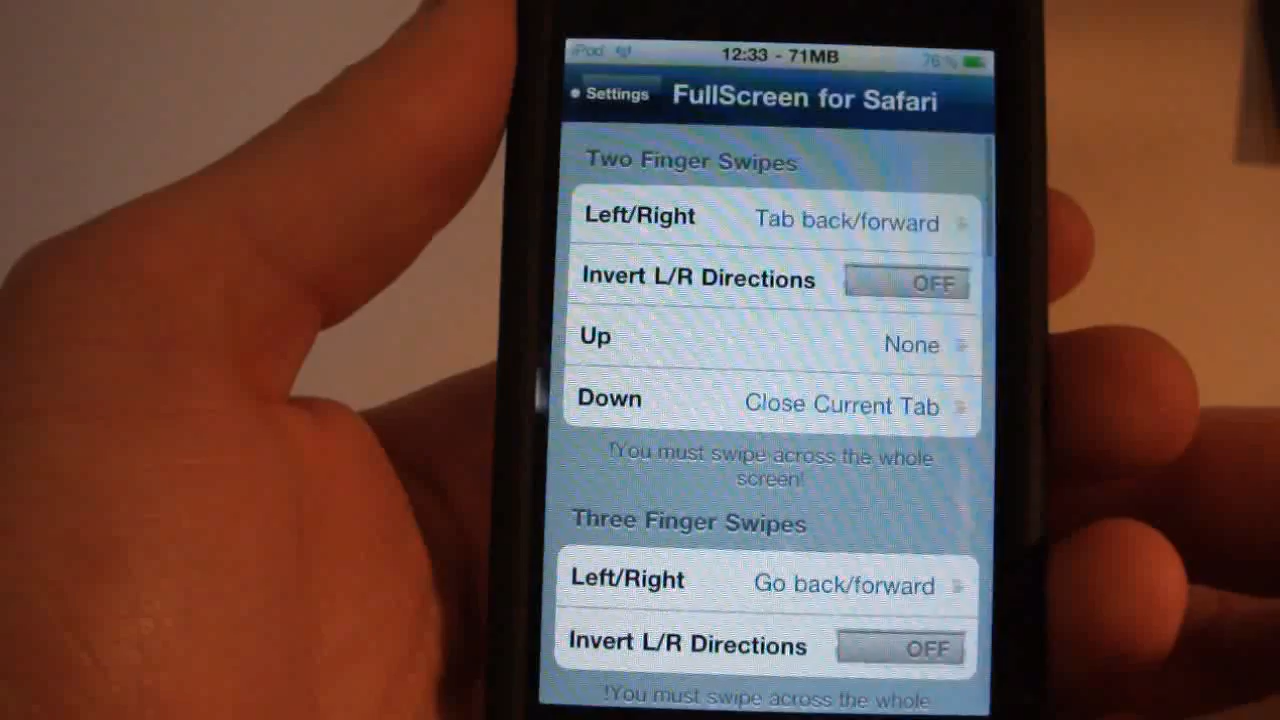 iPod 12:33 - 71MB 76%
Settings FullScreen for Safari
Two Finger Swipes
Left/Right Tab back/forward
Invert L/R Directions OFF
Up None
Down Close Current Tab
!You must swipe across the whole
screen!
Three Finger Swipes
Left/Right Go back/forward
Invert L/R Directions OFF
!You must swipe across the whole